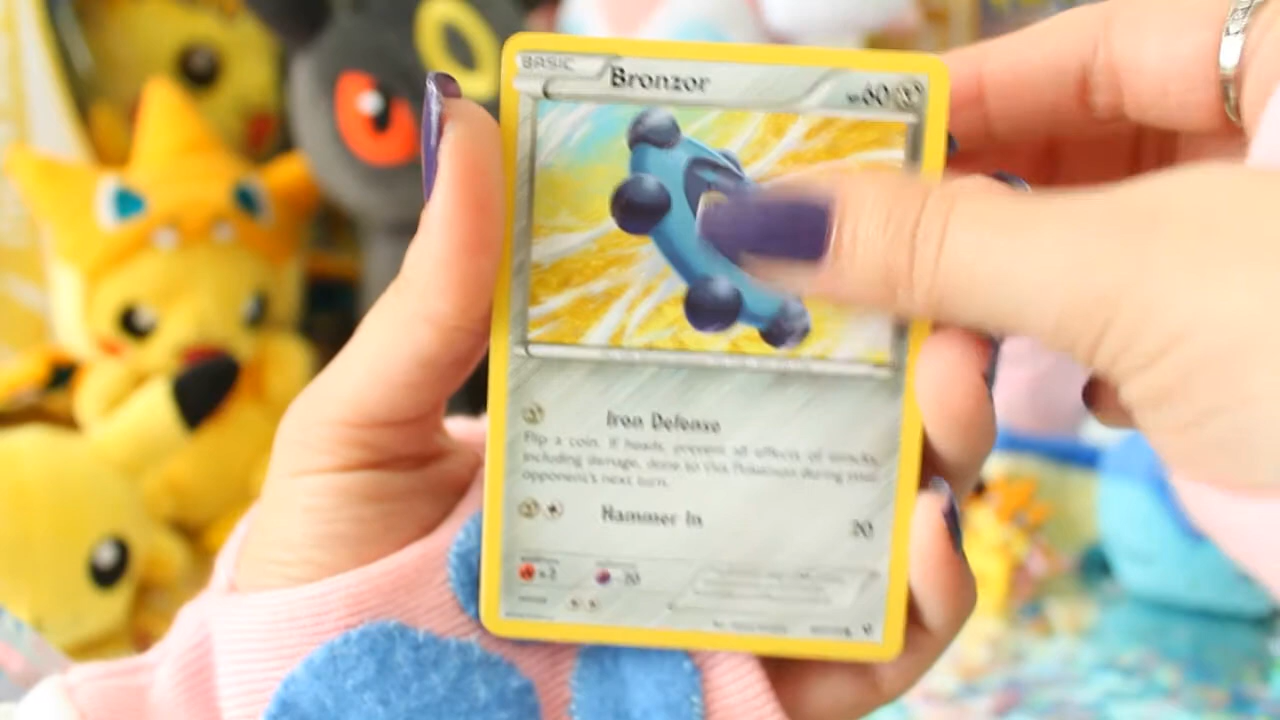 BASIC
Bronzor
HP60
Iron Defense
Flip a coin. If heads, prevent all effects of attacks,
including damage, done to this Pokémon during your
opponent's next turn.
Hammer In 20
×2 -20